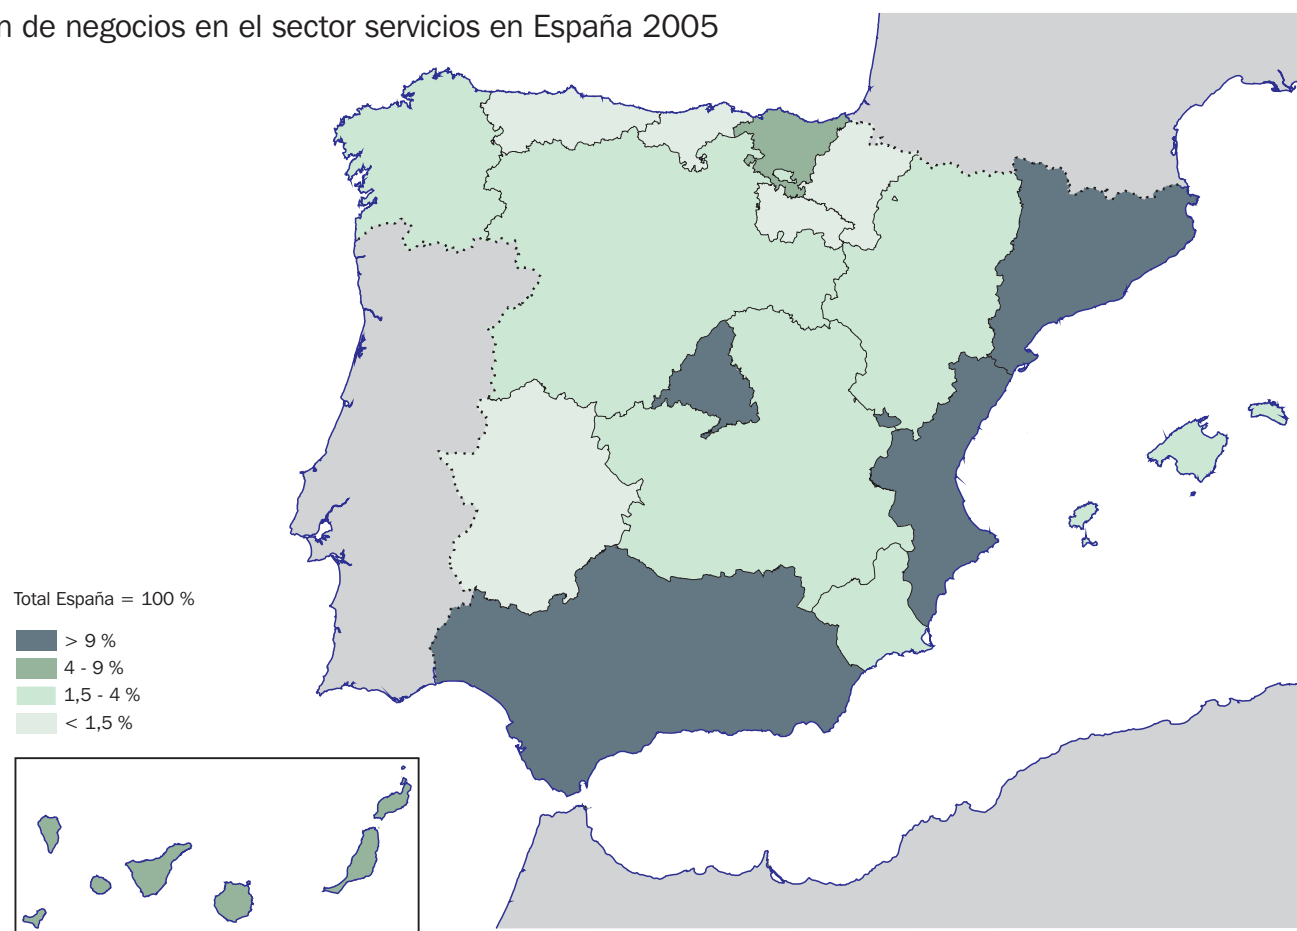 de negocios en el sector servicios en España 2005
Total España = 100 %
> 9 %
4 - 9 %
1,5 - 4 %
< 1,5 %